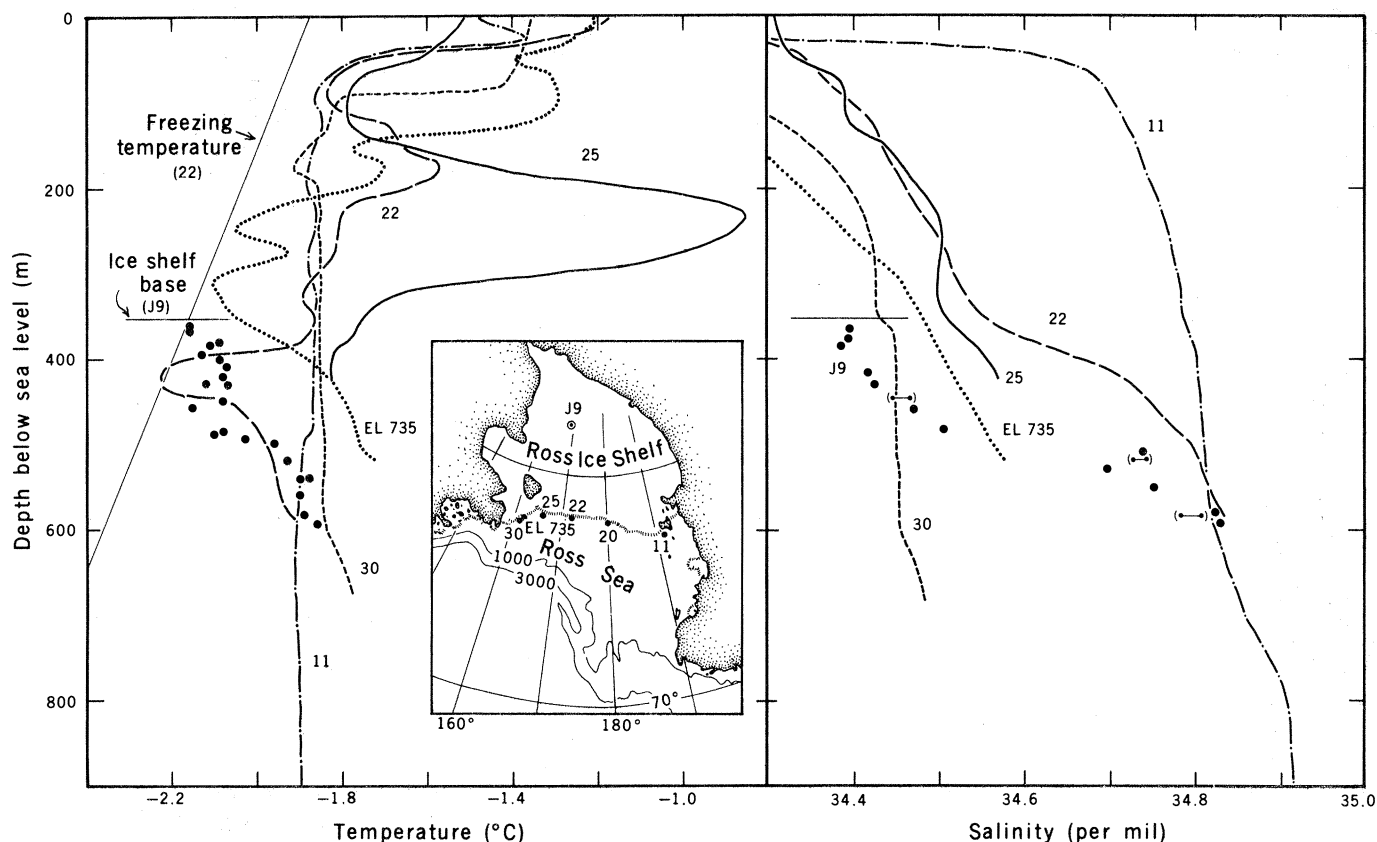 0
200
400
600
800
Depth below sea level (m)
Freezing
temperature
(22)
Ice shelf
base
(J9)
25
22
EL 735
30
11
-2.2
-1.8
-1.4
-1.0
Temperature (°C)
J9
Ross Ice Shelf
25
22
30
EL 735
20
11
Ross
Sea
1000
3000
70°
160°
180°
11
22
25
J9
EL 735
30
34.4
34.6
34.8
35.0
Salinity (per mil)